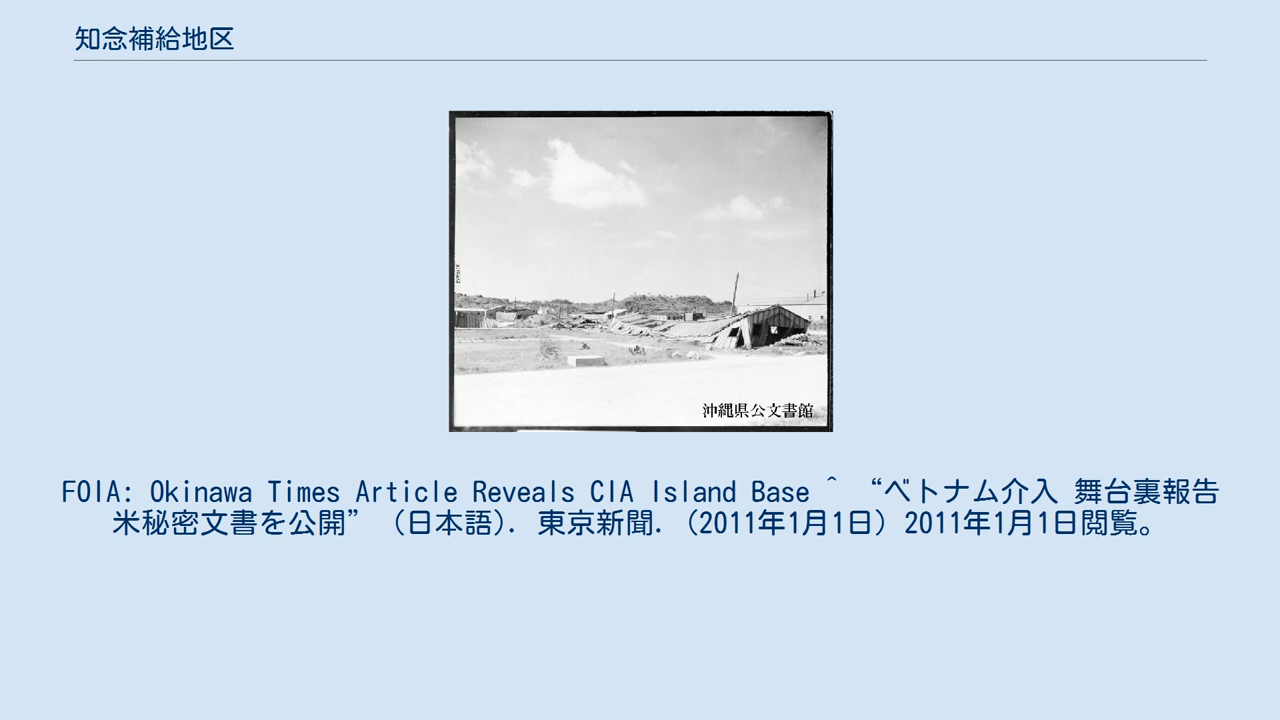 知念補給地区
沖縄県公文書館
FOIA: Okinawa Times Article Reveals CIA Island Base ^ “ベトナム介入 舞台裏報告
米秘密文書を公開” (日本語). 東京新聞. (2011年1月1日) 2011年1月1日閲覧。